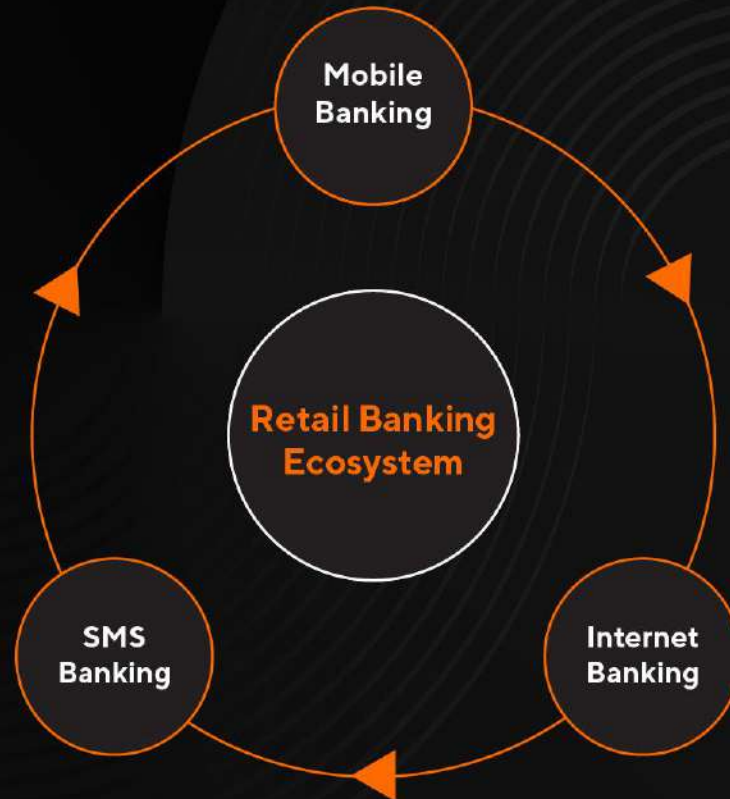 Mobile
Banking
Retail Banking
Ecosystem
SMS
Banking
Internet
Banking